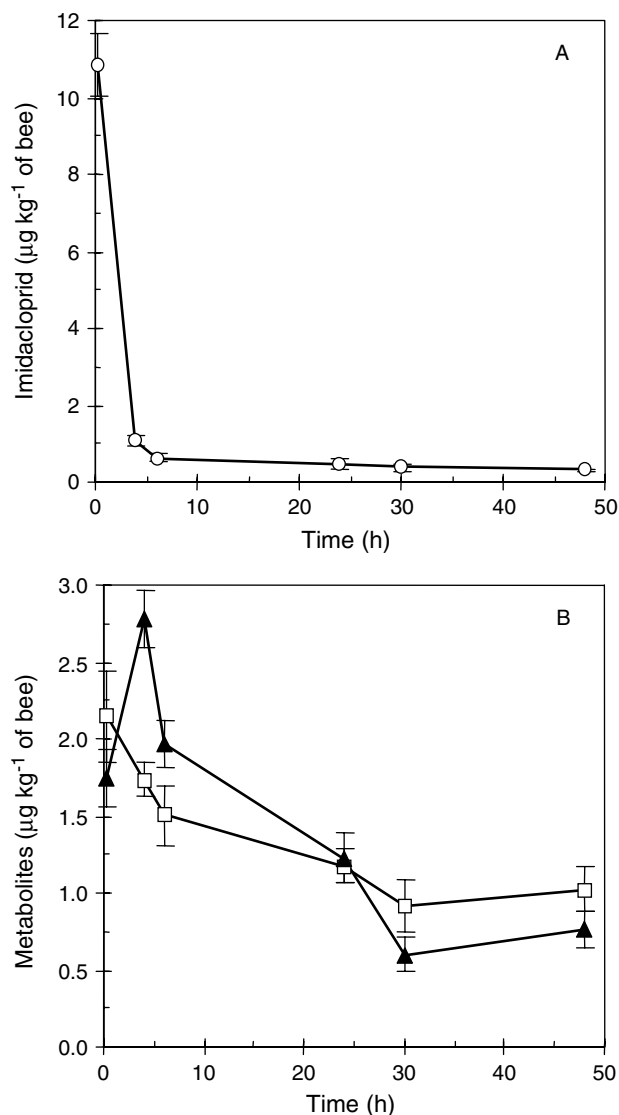 12
A
10
8
6
4
2
0
Imidacloprid (µg kg⁻¹ of bee)
0 10 20 30 40 50
Time (h)
3.0
B
2.5
2.0
1.5
1.0
0.5
0.0
Metabolites (µg kg⁻¹ of bee)
0 10 20 30 40 50
Time (h)